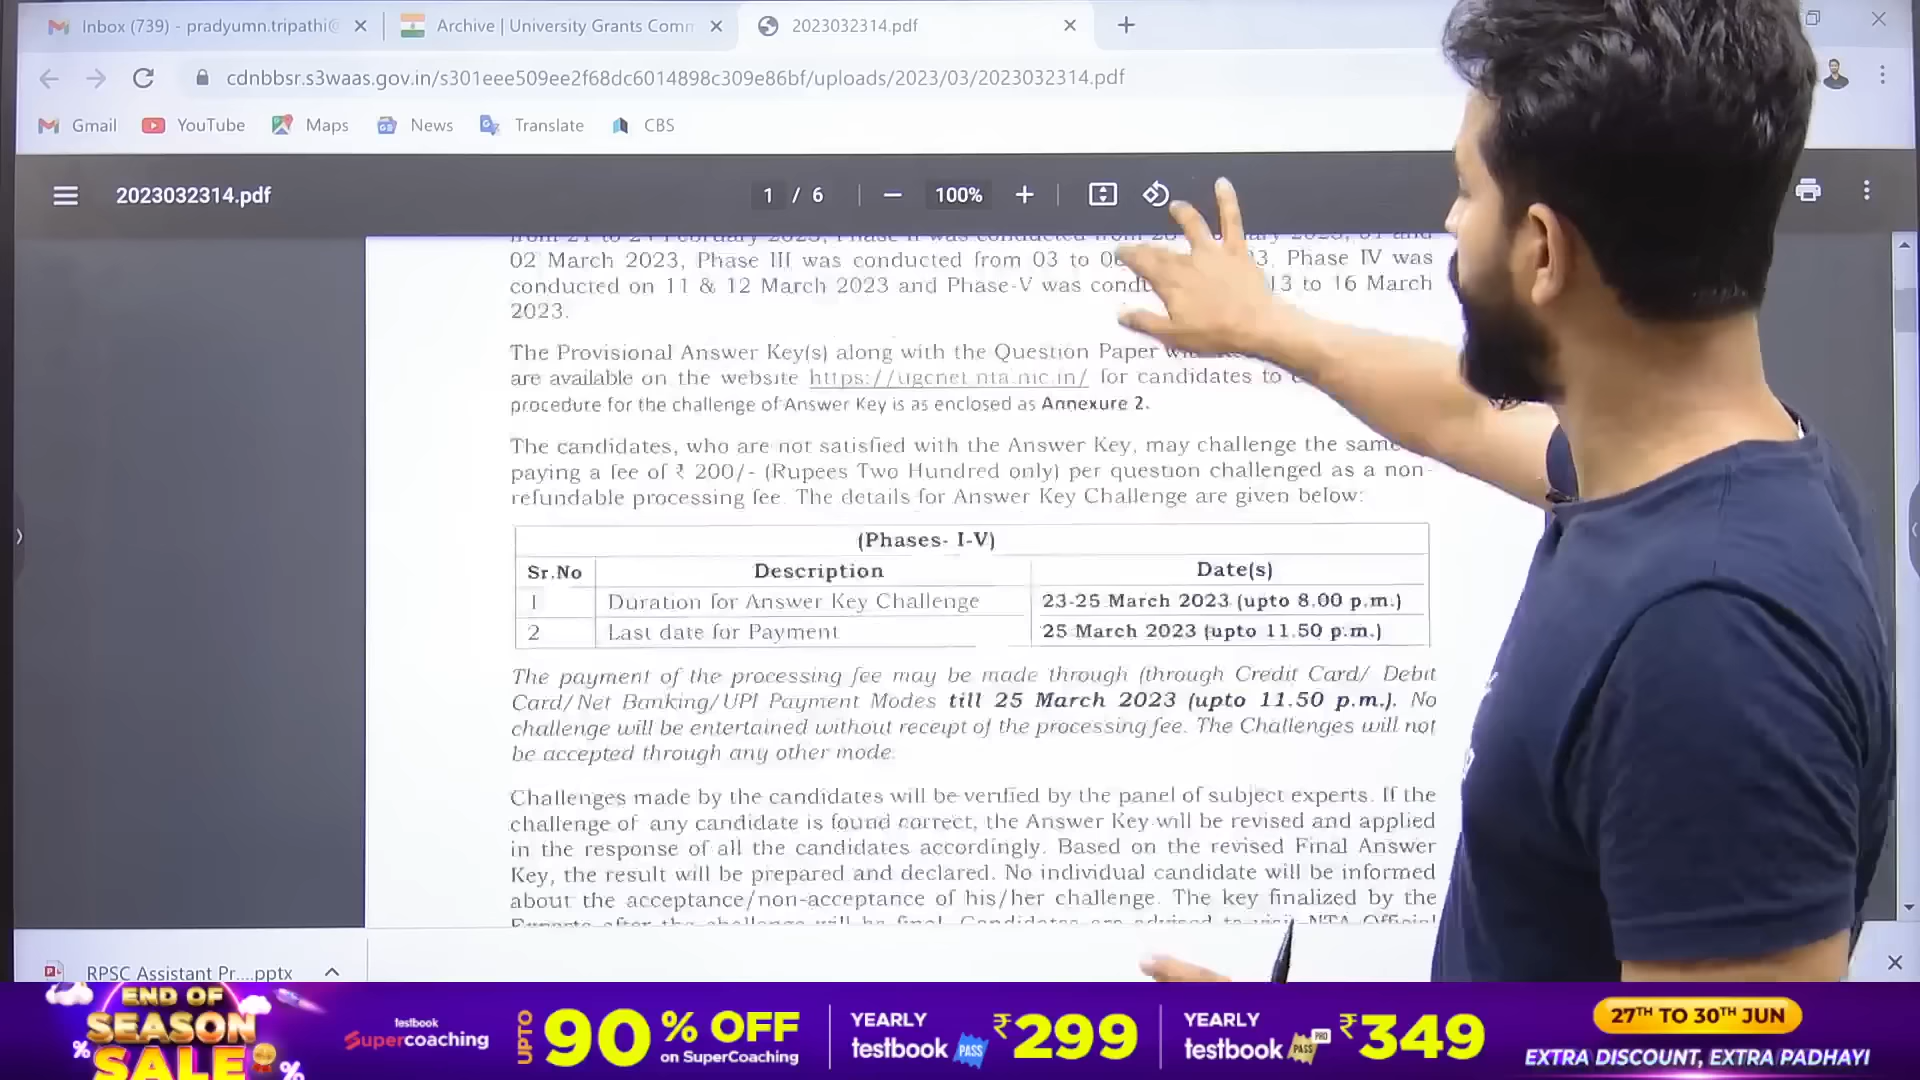 Inbox (739) - pradyumn.tripathi@
Archive | University Grants Comm
2023032314.pdf
cdnbbsr.s3waas.gov.in/s301eee509ee2f68dc6014898c309e86bf/uploads/2023/03/2023032314.pdf
Gmail YouTube Maps News Translate CBS
2023032314.pdf 1 / 6 100%
02 March 2023, Phase III was conducted from 03 to Phase IV was
conducted on 11 & 12 March 2023 and Phase-V was 13 to 16 March
2023.
The Provisional Answer Key(s) along with the Question Paper
are available on the website https://ugcnet.nta.nic.in/ for candidates to
procedure for the challenge of Answer Key is as enclosed as Annexure 2.
The candidates, who are not satisfied with the Answer Key, may challenge the same
paying a fee of ₹ 200/- (Rupees Two Hundred only) per question challenged as a non-
refundable processing fee. The details for Answer Key Challenge are given below:
(Phases- I-V)
Sr.No Description Date(s)
1 Duration for Answer Key Challenge 23-25 March 2023 (upto 8.00 p.m.)
2 Last date for Payment 25 March 2023 (upto 11.50 p.m.)
The payment of the processing fee may be made through (through Credit Card/ Debit
Card/Net Banking/UPI Payment Modes till 25 March 2023 (upto 11.50 p.m.). No
challenge will be entertained without receipt of the processing fee. The Challenges will not
be accepted through any other mode.
Challenges made by the candidates will be verified by the panel of subject experts. If the
challenge of any candidate is found correct, the Answer Key will be revised and applied
in the response of all the candidates accordingly. Based on the revised Final Answer
Key, the result will be prepared and declared. No individual candidate will be informed
about the acceptance/non-acceptance of his/her challenge. The key finalized by the
RPSC Assistant Pr....pptx
END OF
SEASON
SALE
testbook
Supercoaching
UPTO 90% OFF
on SuperCoaching
YEARLY
testbook PASS ₹299
YEARLY
testbook PASS PRO ₹349
27TH TO 30TH JUN
EXTRA DISCOUNT, EXTRA PADHAYI